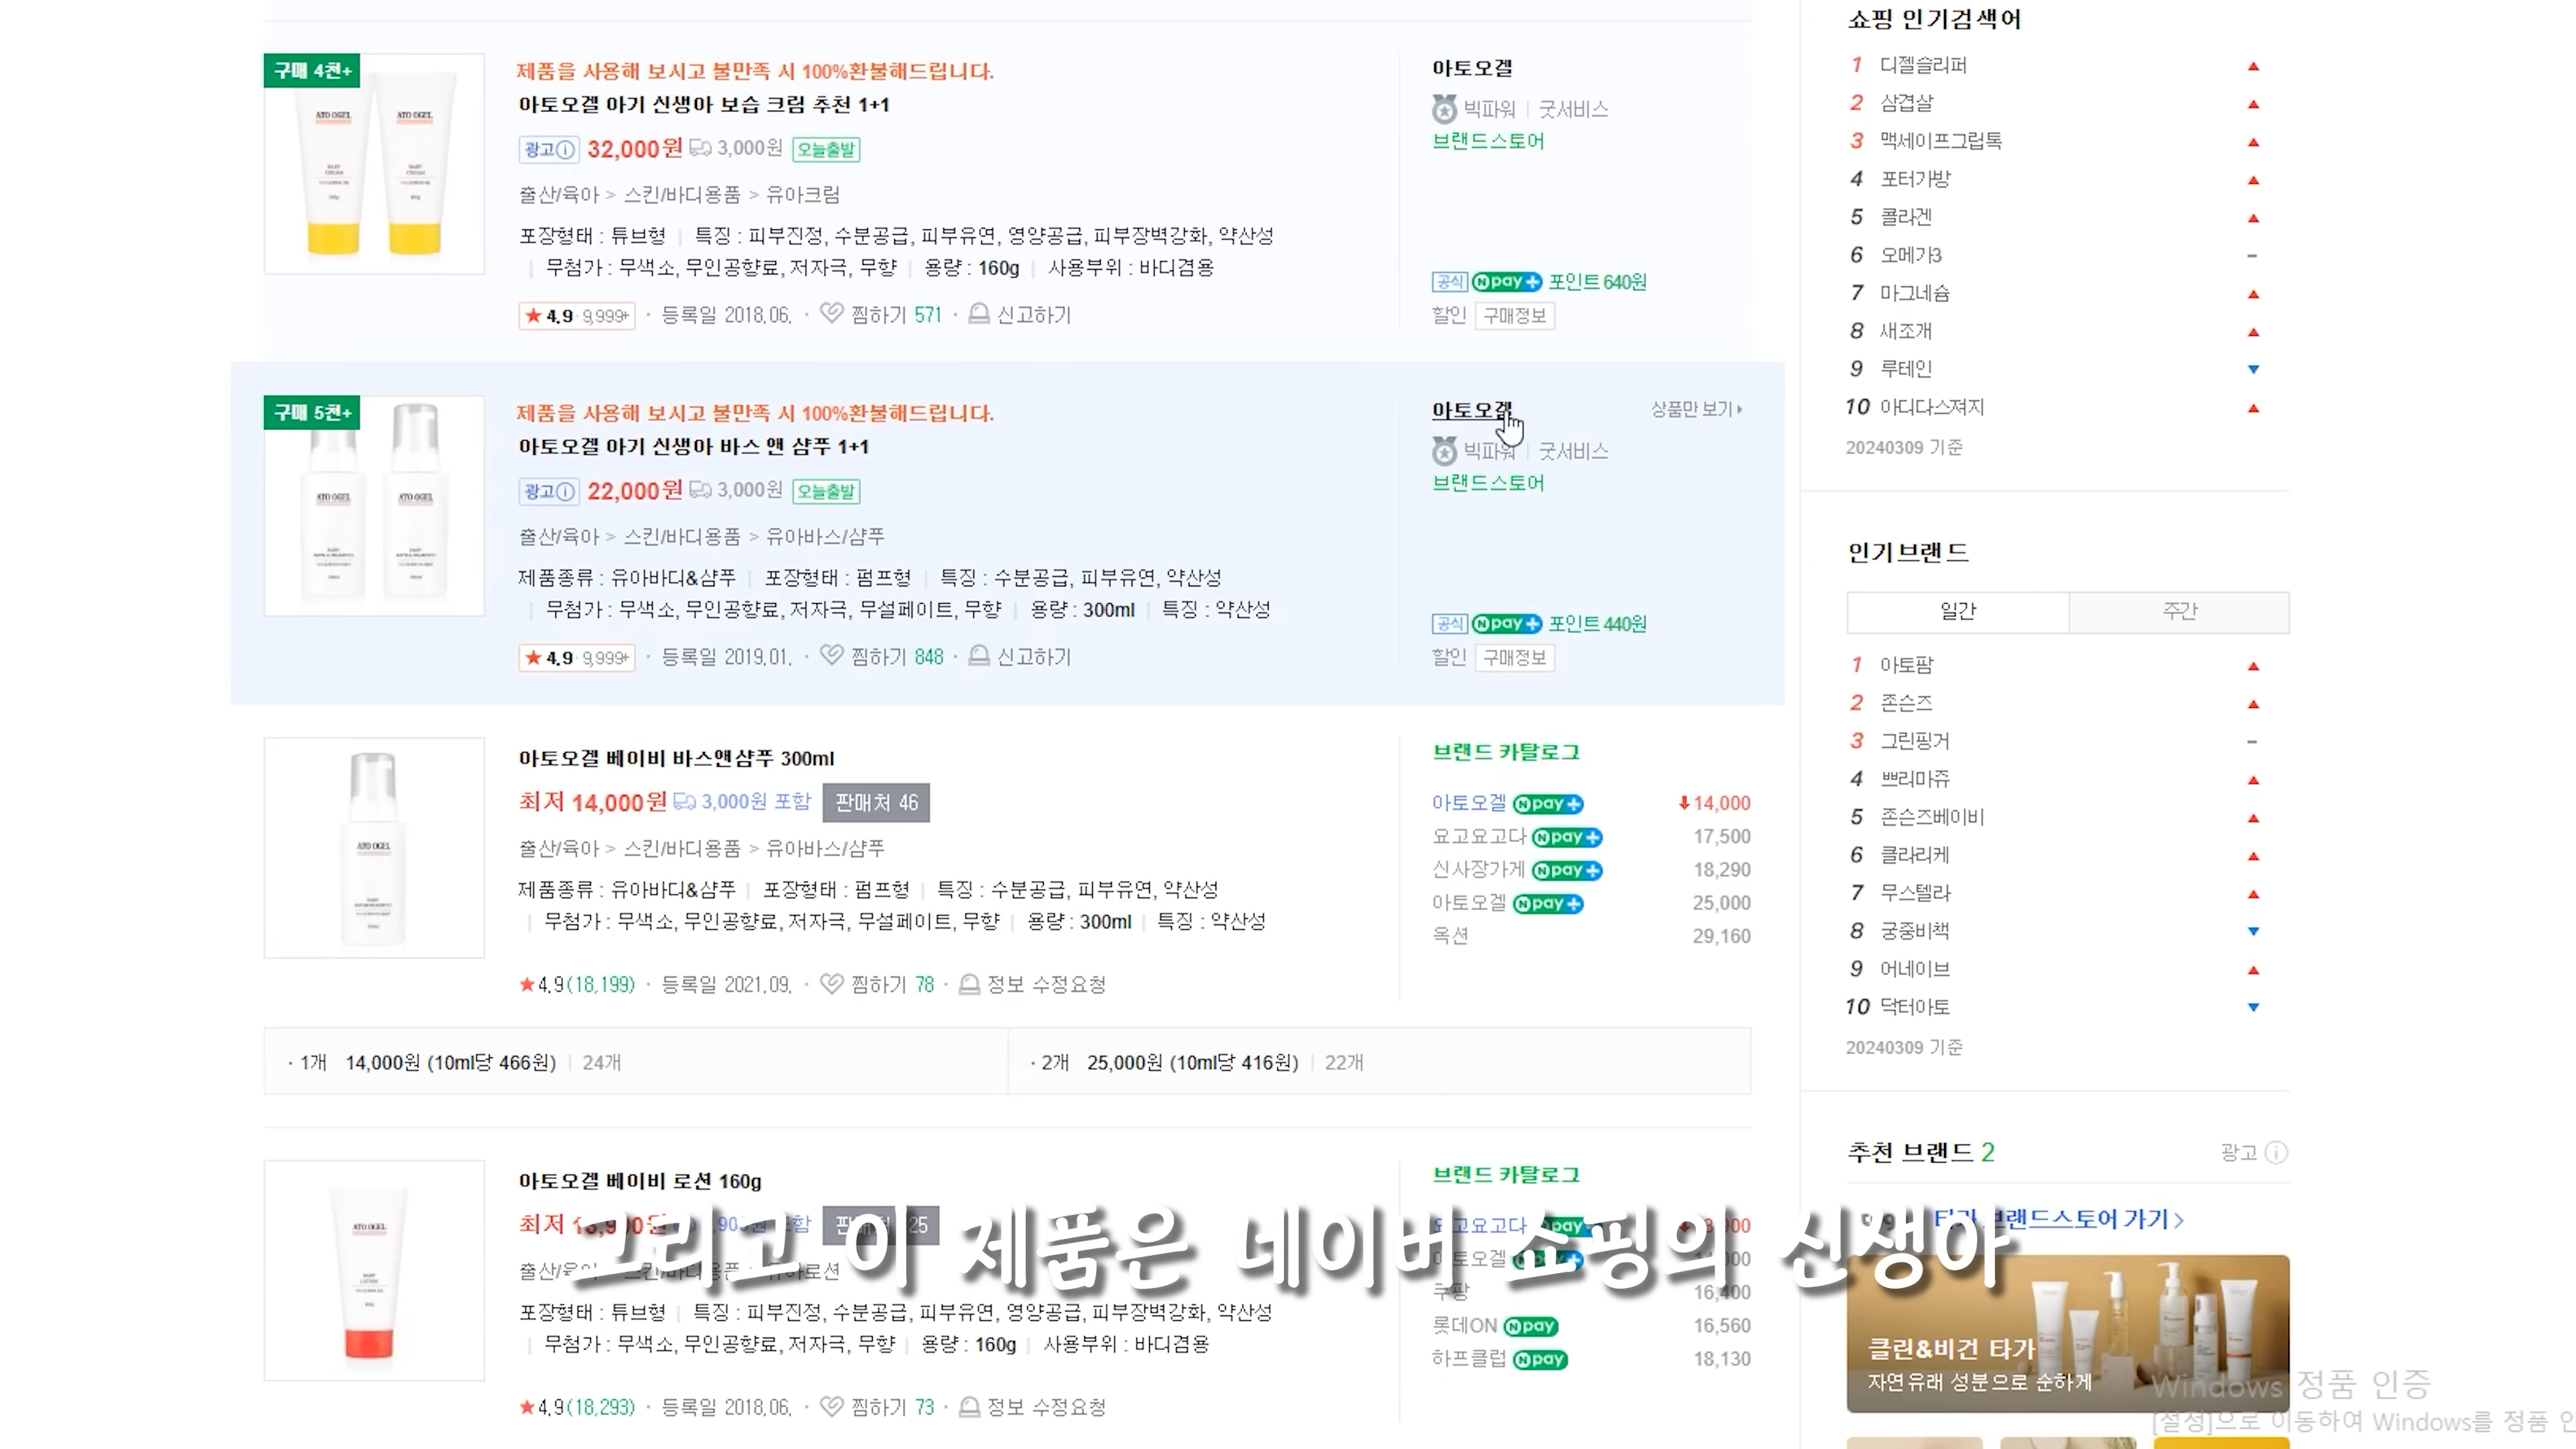 구매 4천+
ATO OGEL
ATO OGEL
제품을 사용해 보시고 불만족 시 100%환불해드립니다.
아토오겔 아기 신생아 보습 크림 추천 1+1
광고 32,000원 3,000원 오늘출발
출산/육아 > 스킨/바디용품 > 유아크림
포장형태 : 튜브형 | 특징 : 피부진정, 수분공급, 피부유연, 영양공급, 피부장벽강화, 약산성
| 무첨가 : 무색소, 무인공향료, 저자극, 무향 | 용량 : 160g | 사용부위 : 바디겸용
★ 4.9 · 9,999+ · 등록일 2018.06. · 찜하기 571 · 신고하기
아토오겔
빅파워 | 굿서비스
브랜드스토어
공식 N pay+ 포인트 640원
할인 구매정보
구매 5천+
ATO OGEL
ATO OGEL
제품을 사용해 보시고 불만족 시 100%환불해드립니다.
아토오겔 아기 신생아 바스 앤 샴푸 1+1
광고 22,000원 3,000원 오늘출발
출산/육아 > 스킨/바디용품 > 유아바스/샴푸
제품종류 : 유아바디&샴푸 | 포장형태 : 펌프형 | 특징 : 수분공급, 피부유연, 약산성
| 무첨가 : 무색소, 무인공향료, 저자극, 무설페이트, 무향 | 용량 : 300ml | 특징 : 약산성
★ 4.9 · 9,999+ · 등록일 2019.01. · 찜하기 848 · 신고하기
아토오겔 상품만 보기
빅파워 | 굿서비스
브랜드스토어
공식 N pay+ 포인트 440원
할인 구매정보
ATO OGEL
아토오겔 베이비 바스앤샴푸 300ml
최저 14,000원 3,000원 포함 판매처 46
출산/육아 > 스킨/바디용품 > 유아바스/샴푸
제품종류 : 유아바디&샴푸 | 포장형태 : 펌프형 | 특징 : 수분공급, 피부유연, 약산성
| 무첨가 : 무색소, 무인공향료, 저자극, 무설페이트, 무향 | 용량 : 300ml | 특징 : 약산성
★4.9(18,199) · 등록일 2021.09. · 찜하기 78 · 정보 수정요청
브랜드 카탈로그
아토오겔 N pay+ 14,000
요고요고다 N pay+ 17,500
신사장가게 N pay+ 18,290
아토오겔 N pay+ 25,000
옥션 29,160
· 1개 14,000원 (10ml당 466원) | 24개
· 2개 25,000원 (10ml당 416원) | 22개
ATO OGEL
아토오겔 베이비 로션 160g
최저
포장형태 : 튜브형 | 특징 : 피부진정, 수분공급, 피부유연, 영양공급, 피부장벽강화, 약산성
| 무첨가 : 무색소, 무인공향료, 저자극, 무향 | 용량 : 160g | 사용부위 : 바디겸용
★4.9(18,293) · 등록일 2018.06. · 찜하기 73 · 정보 수정요청
브랜드 카탈로그
쿠팡 16,400
롯데ON N pay 16,560
하프클럽 N pay 18,130
그리고 이 제품은 네이버 쇼핑의 신생아
쇼핑 인기검색어
1 디젤슬리퍼
2 삼겹살
3 맥세이프그립톡
4 포터가방
5 콜라겐
6 오메가3
7 마그네슘
8 새조개
9 루테인
10 아디다스져지
20240309 기준
인기 브랜드
일간 주간
1 아토팜
2 존슨즈
3 그린핑거
4 쁘리마쥬
5 존슨즈베이비
6 클라리케
7 무스텔라
8 궁중비책
9 어네이브
10 닥터아토
20240309 기준
추천 브랜드 2 광고
브랜드스토어 가기 >
클린&비건 타가
자연유래 성분으로 순하게
Windows 정품 인증
[설정]으로 이동하여 Windows를 정품